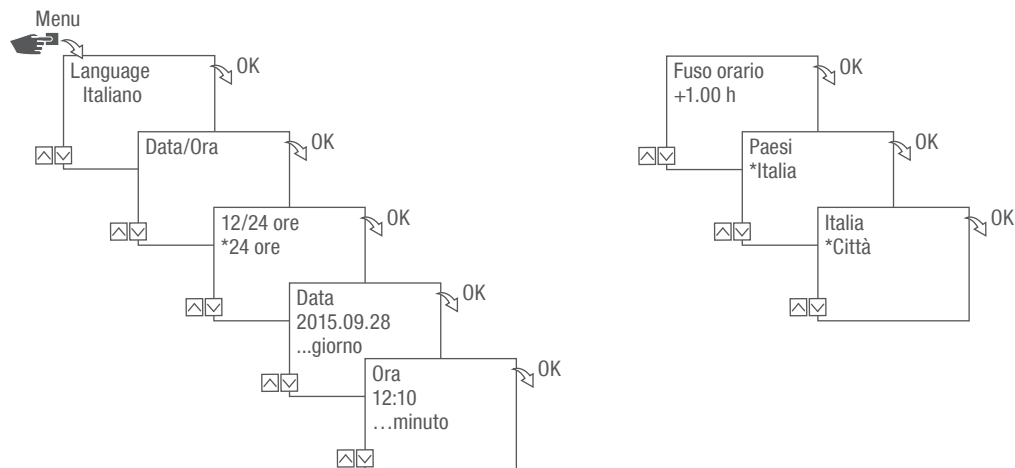 Menu
Language
Italiano
OK
Data/Ora
OK
12/24 ore
*24 ore
OK
Data
2015.09.28
...giorno
OK
Ora
12:10
...minuto
OK
Fuso orario
+1.00 h
OK
Paesi
*Italia
OK
Italia
*Città
OK